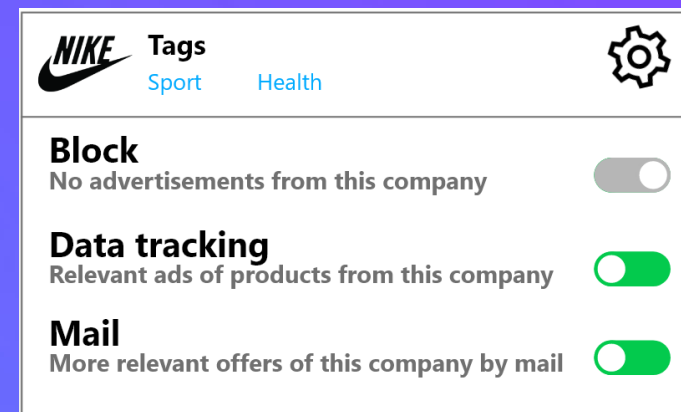 NIKE
Tags
Sport Health
Block
No advertisements from this company
Data tracking
Relevant ads of products from this company
Mail
More relevant offers of this company by mail